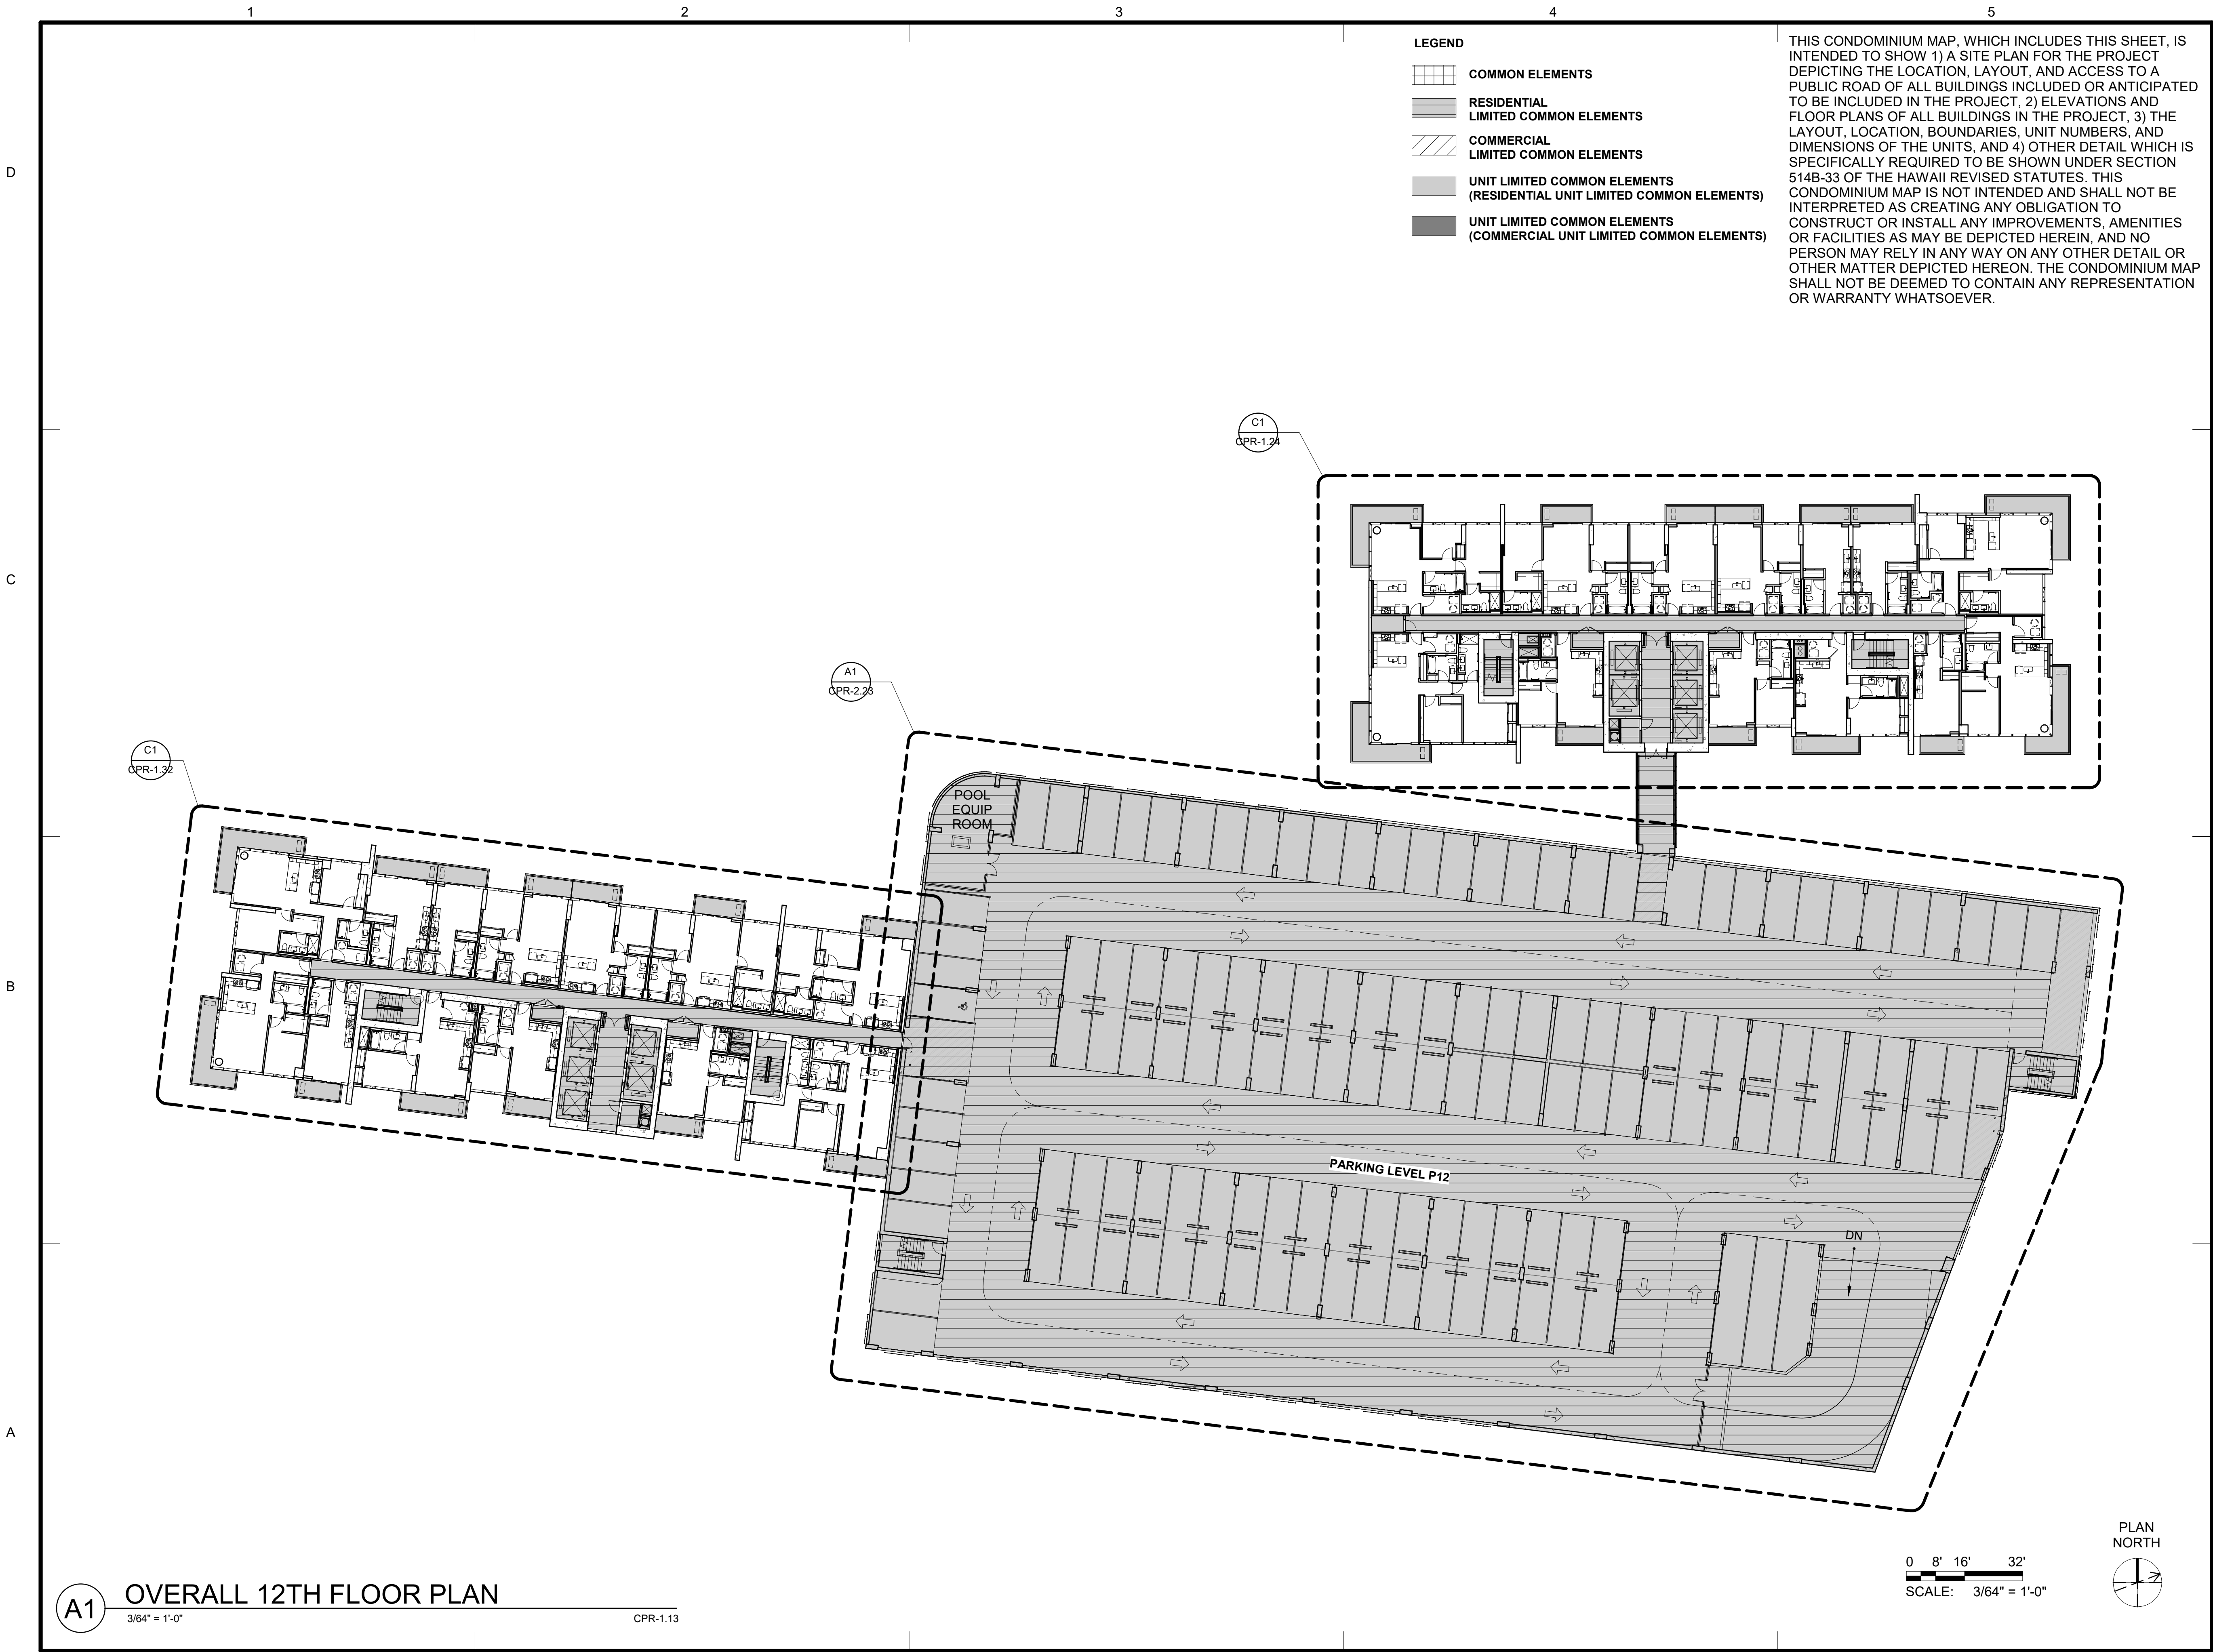 1
2
3
4
5
LEGEND
COMMON ELEMENTS
RESIDENTIAL
LIMITED COMMON ELEMENTS
COMMERCIAL
LIMITED COMMON ELEMENTS
UNIT LIMITED COMMON ELEMENTS
(RESIDENTIAL UNIT LIMITED COMMON ELEMENTS)
UNIT LIMITED COMMON ELEMENTS
(COMMERCIAL UNIT LIMITED COMMON ELEMENTS)
THIS CONDOMINIUM MAP, WHICH INCLUDES THIS SHEET, IS
INTENDED TO SHOW 1) A SITE PLAN FOR THE PROJECT
DEPICTING THE LOCATION, LAYOUT, AND ACCESS TO A
PUBLIC ROAD OF ALL BUILDINGS INCLUDED OR ANTICIPATED
TO BE INCLUDED IN THE PROJECT, 2) ELEVATIONS AND
FLOOR PLANS OF ALL BUILDINGS IN THE PROJECT, 3) THE
LAYOUT, LOCATION, BOUNDARIES, UNIT NUMBERS, AND
DIMENSIONS OF THE UNITS, AND 4) OTHER DETAIL WHICH IS
SPECIFICALLY REQUIRED TO BE SHOWN UNDER SECTION
514B-33 OF THE HAWAII REVISED STATUTES. THIS
CONDOMINIUM MAP IS NOT INTENDED AND SHALL NOT BE
INTERPRETED AS CREATING ANY OBLIGATION TO
CONSTRUCT OR INSTALL ANY IMPROVEMENTS, AMENITIES
OR FACILITIES AS MAY BE DEPICTED HEREIN, AND NO
PERSON MAY RELY IN ANY WAY ON ANY OTHER DETAIL OR
OTHER MATTER DEPICTED HEREON. THE CONDOMINIUM MAP
SHALL NOT BE DEEMED TO CONTAIN ANY REPRESENTATION
OR WARRANTY WHATSOEVER.
D
C1
CPR-1.24
C
A1
CPR-2.23
C1
CPR-1.32
POOL
EQUIP
ROOM
B
PARKING LEVEL P12
DN
A
PLAN
NORTH
0 8' 16' 32'
SCALE: 3/64" = 1'-0"
A1
OVERALL 12TH FLOOR PLAN
3/64" = 1'-0"
CPR-1.13